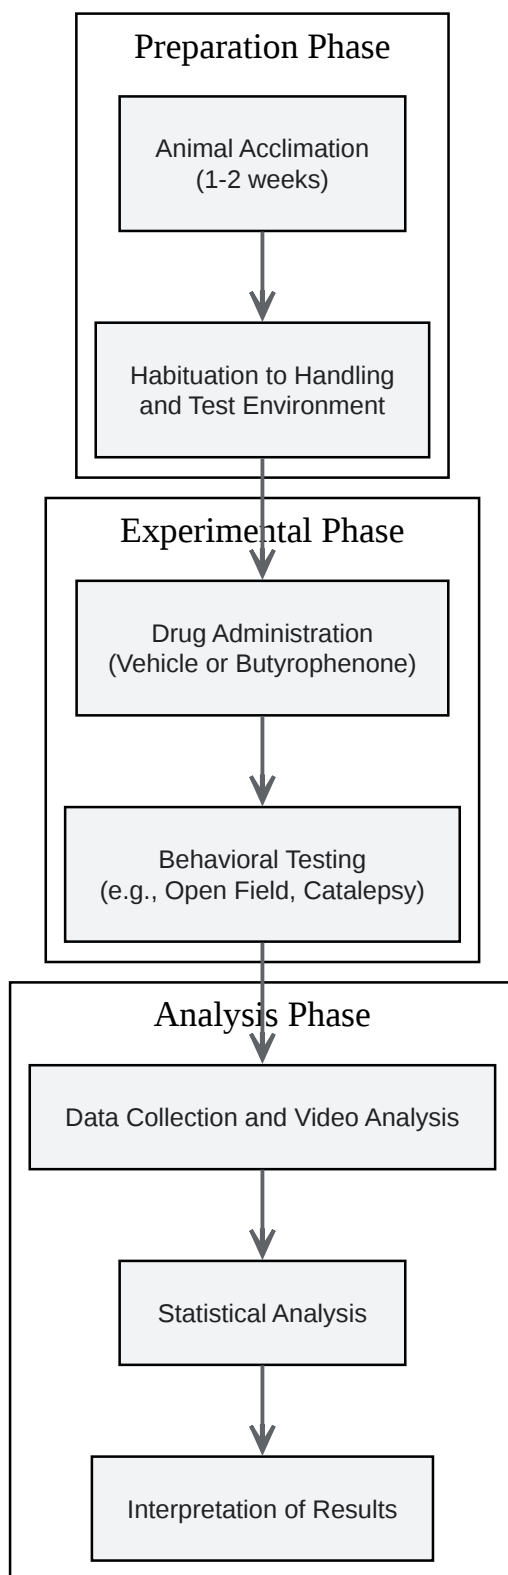 Preparation Phase
Animal Acclimation
(1-2 weeks)
Habituation to Handling
and Test Environment
Experimental Phase
Drug Administration
(Vehicle or Butyrophenone)
Behavioral Testing
(e.g., Open Field, Catalepsy)
Analysis Phase
Data Collection and Video Analysis
Statistical Analysis
Interpretation of Results